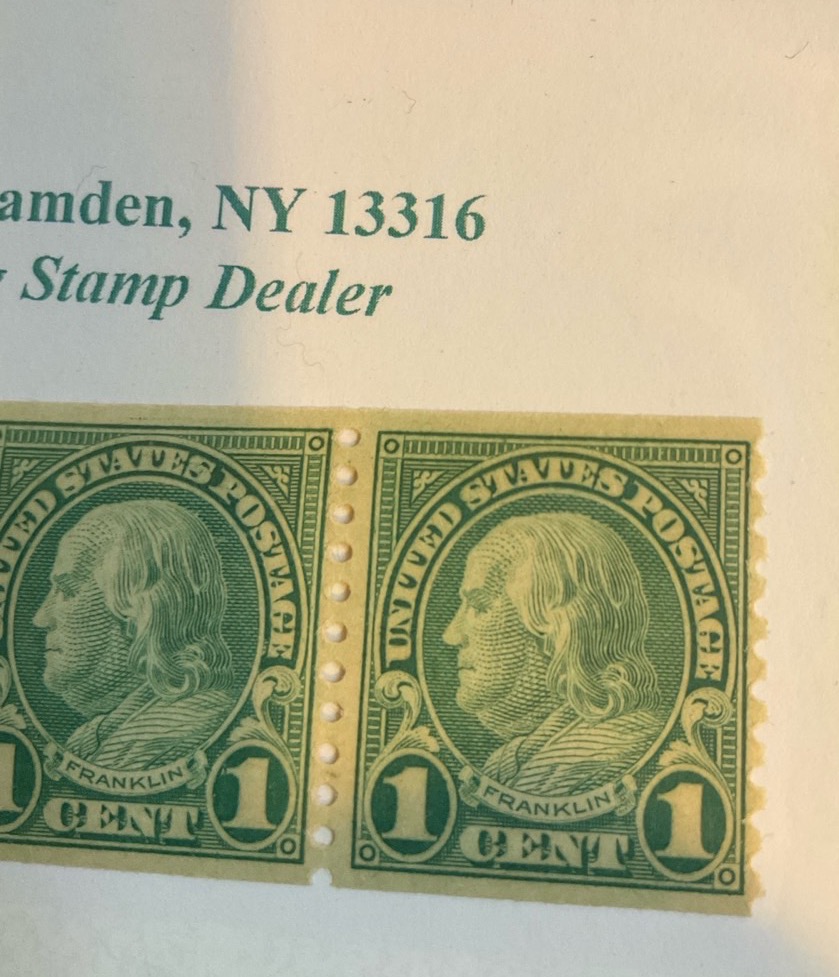 amden, NY 13316
Stamp Dealer
UNITED STATES POSTAGE
FRANKLIN
1 CENT 1
UNITED STATES POSTAGE
FRANKLIN
1 CENT 1